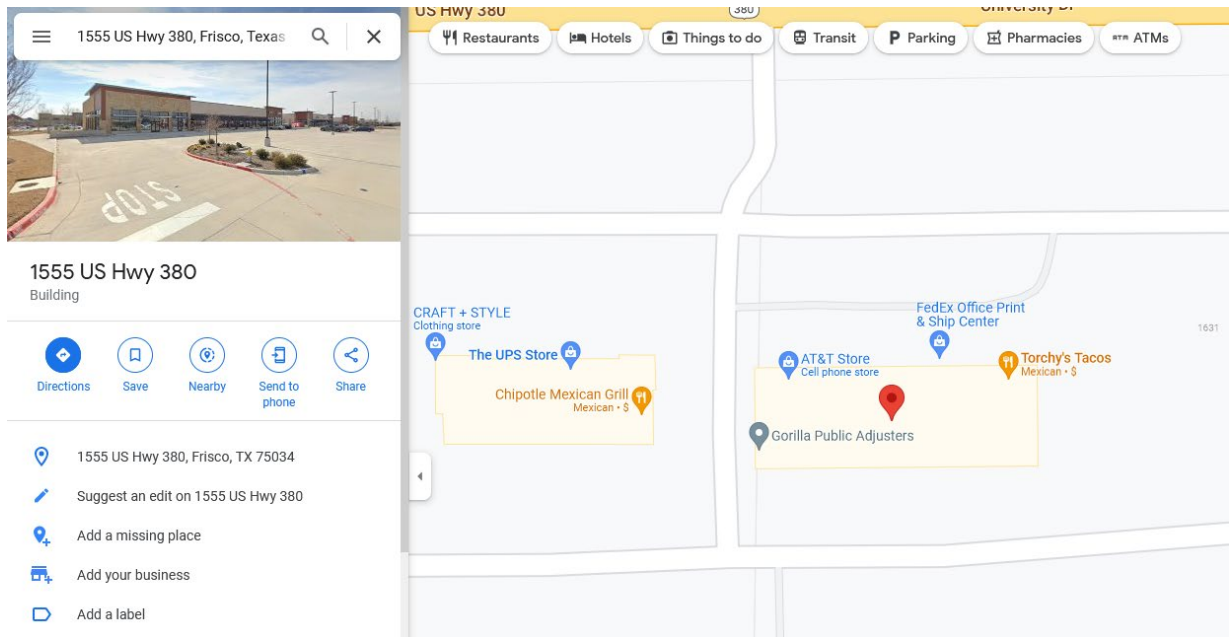 1555 US Hwy 380, Frisco, Texas
US Hwy 380
380
University Dr
Restaurants
Hotels
Things to do
Transit
Parking
Pharmacies
ATMs
STOP
1555 US Hwy 380
Building
Directions
Save
Nearby
Send to
phone
Share
1555 US Hwy 380, Frisco, TX 75034
Suggest an edit on 1555 US Hwy 380
Add a missing place
Add your business
Add a label
CRAFT + STYLE
Clothing store
The UPS Store
Chipotle Mexican Grill
Mexican • $
FedEx Office Print
& Ship Center
AT&T Store
Cell phone store
Torchy's Tacos
Mexican • $
Gorilla Public Adjusters
1631